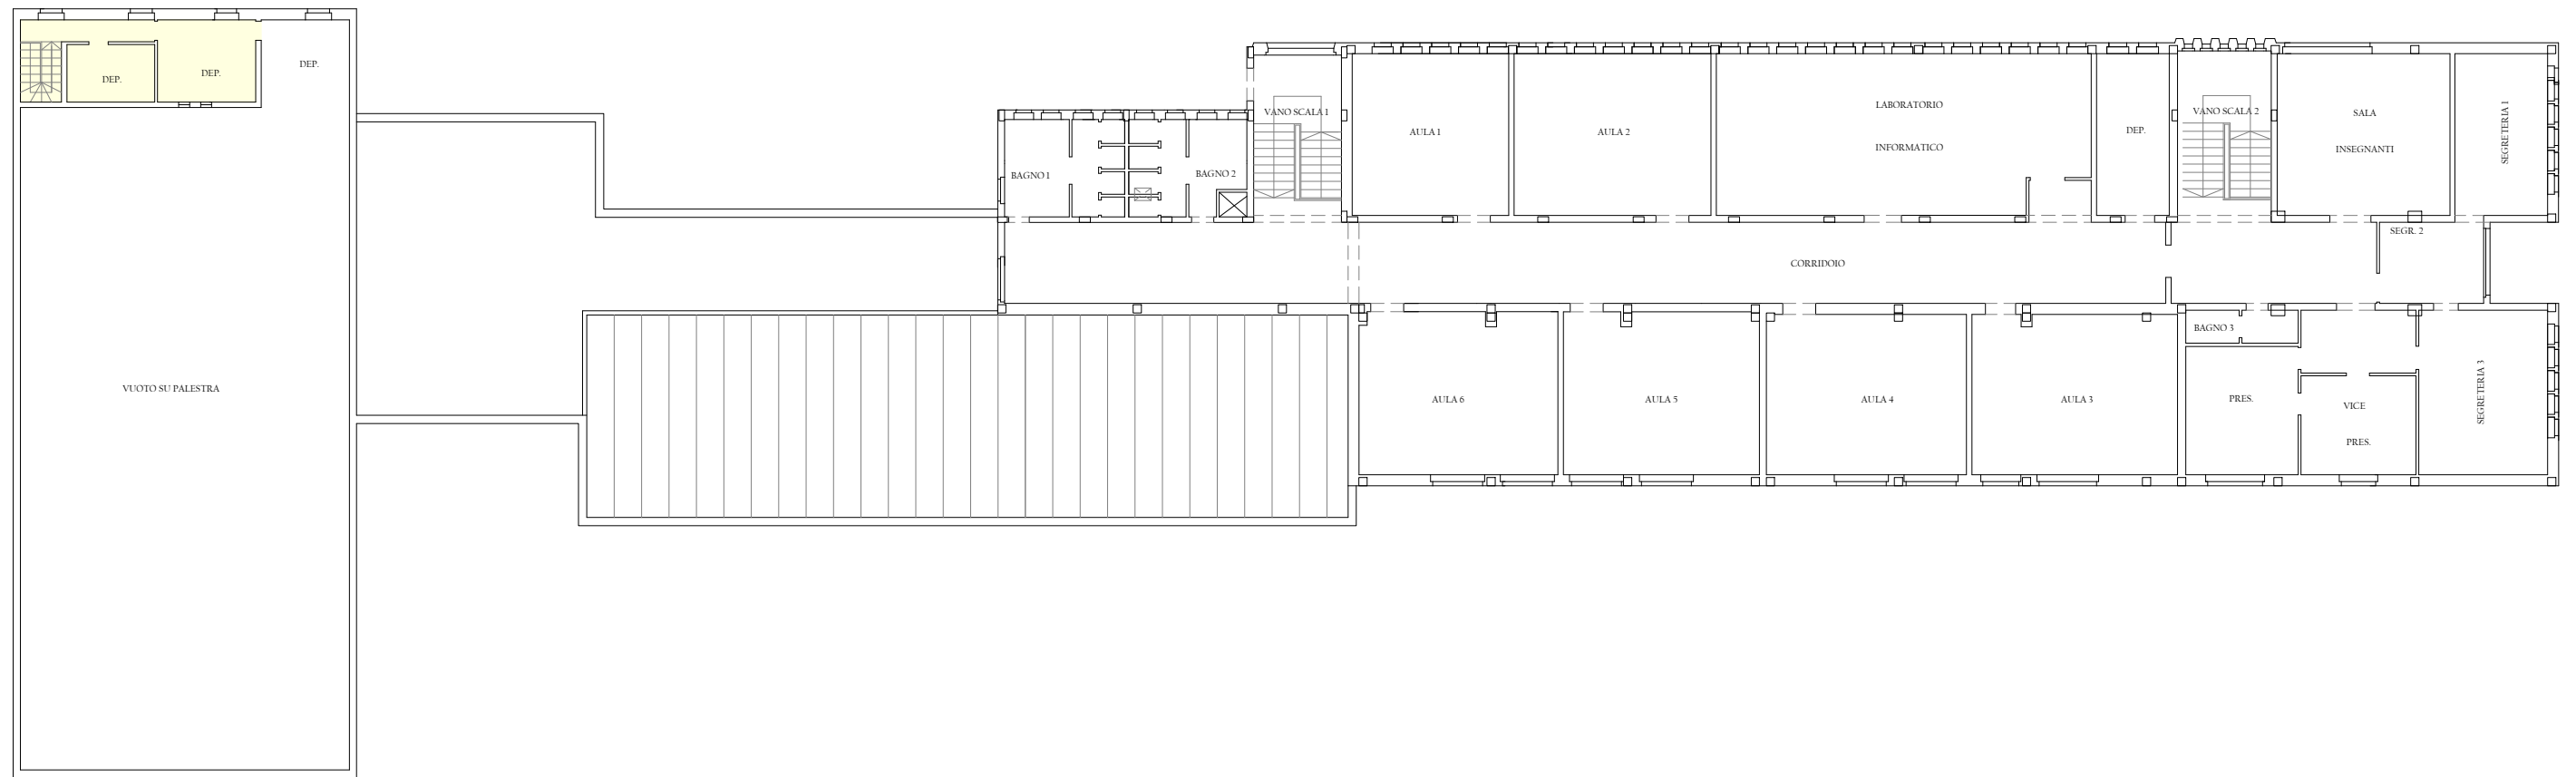 DEP.
DEP.
DEP.
VUOTO SU PALESTRA
BAGNO 1
BAGNO 2
VANO SCALA 1
AULA 1
AULA 2
LABORATORIO
INFORMATICO
DEP.
VANO SCALA 2
SALA
INSEGNANTI
SEGRETERIA 1
SEGR. 2
CORRIDOIO
AULA 6
AULA 5
AULA 4
AULA 3
BAGNO 3
PRES.
VICE
PRES.
SEGRETERIA 3